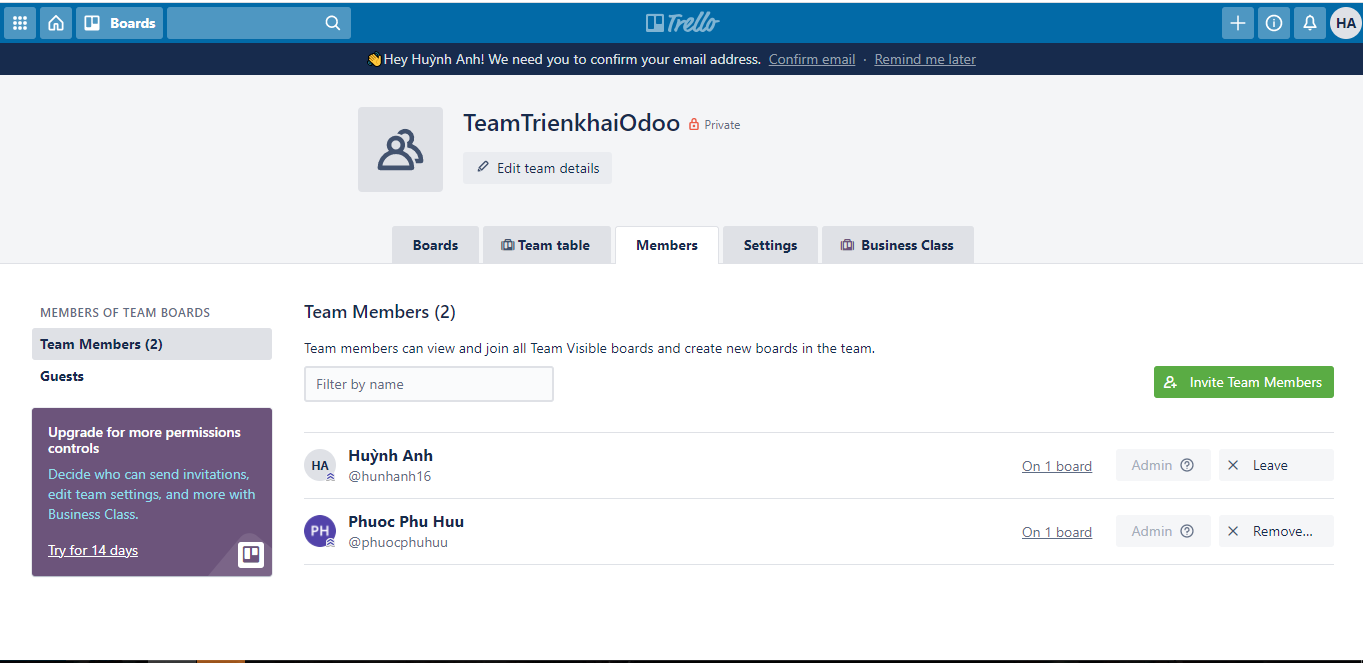 Boards
Trello
HA
👋Hey Huỳnh Anh! We need you to confirm your email address. Confirm email · Remind me later
TeamTrienkhaiOdoo Private
Edit team details
Boards Team table Members Settings Business Class
MEMBERS OF TEAM BOARDS
Team Members (2)
Guests
Upgrade for more permissions
controls
Decide who can send invitations,
edit team settings, and more with
Business Class.
Try for 14 days
Team Members (2)
Team members can view and join all Team Visible boards and create new boards in the team.
Filter by name
Invite Team Members
HA
Huỳnh Anh
@hunhanh16
On 1 board Admin Leave
PH
Phuoc Phu Huu
@phuocphuhuu
On 1 board Admin Remove...